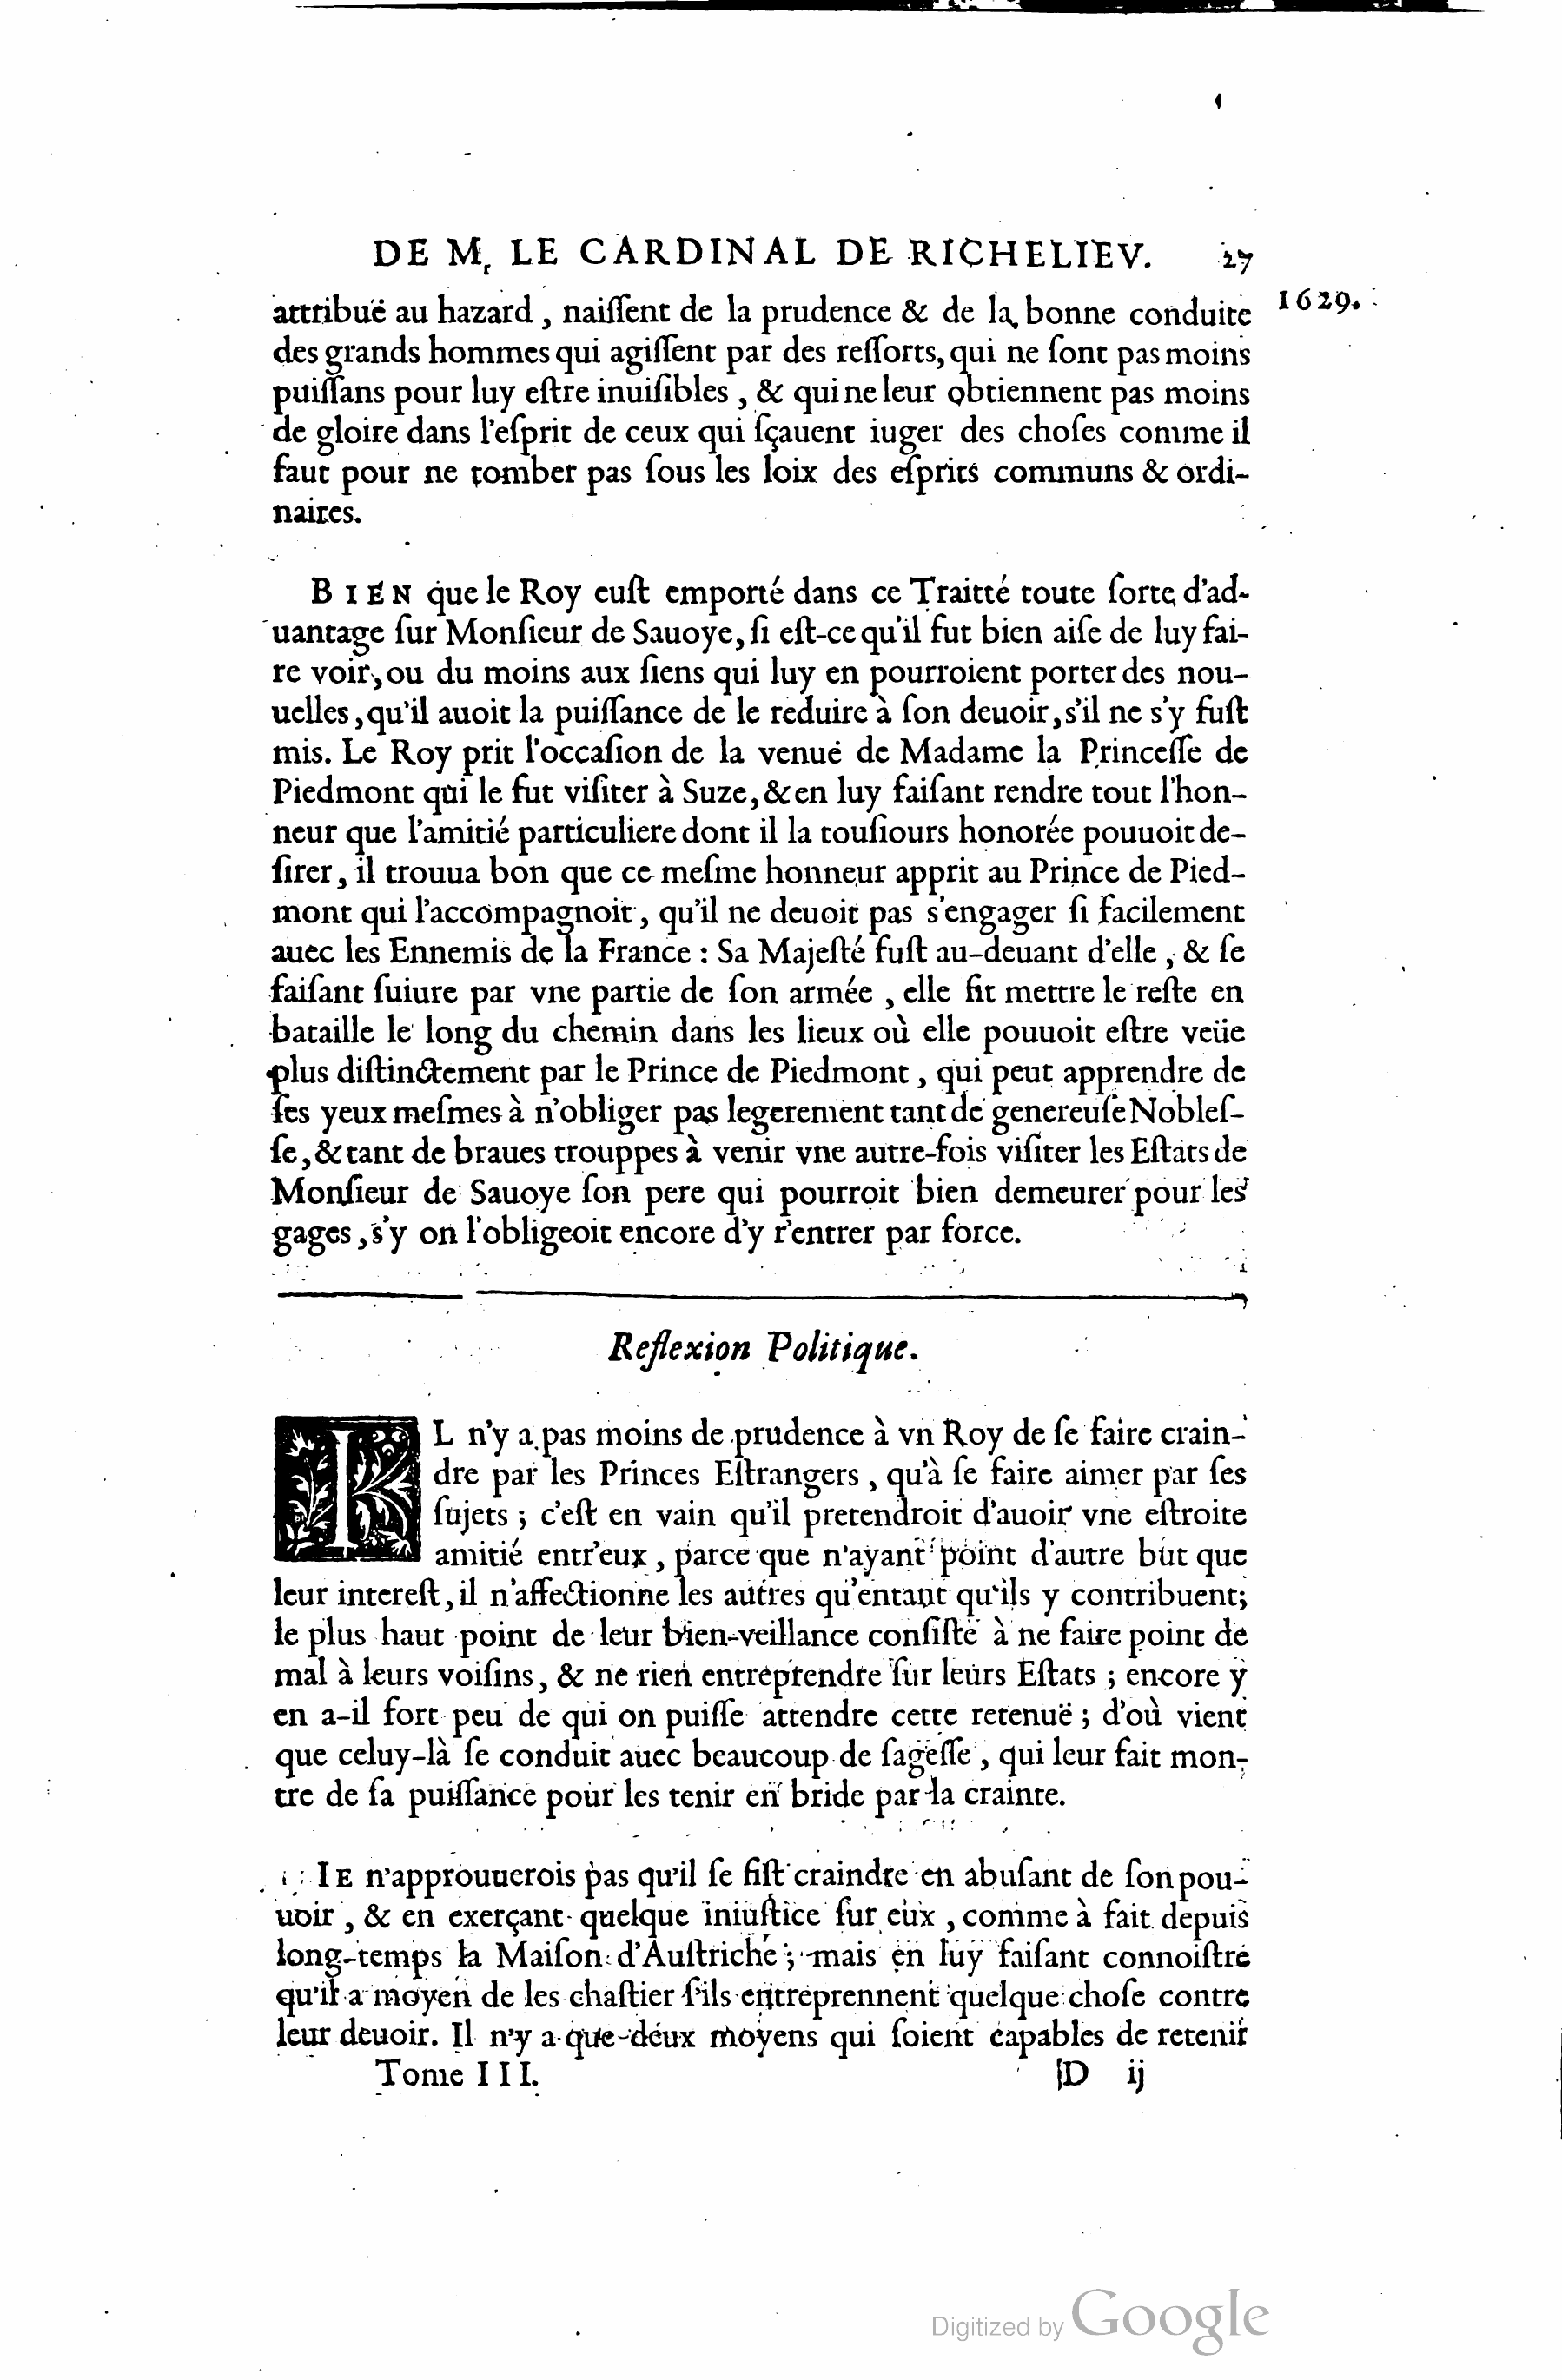 DE M. LE CARDINAL DE RICHELIEV. 27
attribuë au hazard, naiſſent de la prudence & de la bonne conduite 1629.
des grands hommes qui agiſſent par des reſſorts, qui ne ſont pas moins
puiſſans pour luy eſtre inuiſibles, & qui ne leur obtiennent pas moins
de gloire dans l'eſprit de ceux qui ſçauent iuger des choſes comme il
faut pour ne tomber pas ſous les loix des eſprits communs & ordi-
naires.
BIEN que le Roy euſt emporté dans ce Traitté toute ſorte d'ad-
uantage ſur Monſieur de Sauoye, ſi eſt-ce qu'il fut bien aiſe de luy fai-
re voir, ou du moins aux ſiens qui luy en pourroient porter des nou-
uelles, qu'il auoit la puiſſance de le reduire à ſon deuoir, s'il ne s'y fuſt
mis. Le Roy prit l'occaſion de la venuë de Madame la Princeſſe de
Piedmont qui le fut viſiter à Suze, & en luy faiſant rendre tout l'hon-
neur que l'amitié particuliere dont il la touſiours honorée pouuoit de-
ſirer, il trouua bon que ce meſme honneur apprit au Prince de Pied-
mont qui l'accompagnoit, qu'il ne deuoit pas s'engager ſi facilement
auec les Ennemis de la France : Sa Majeſté fuſt au-deuant d'elle, & ſe
faiſant ſuiure par vne partie de ſon armée, elle fit mettre le reſte en
bataille le long du chemin dans les lieux où elle pouuoit eſtre veüe
plus diſtinctement par le Prince de Piedmont, qui peut apprendre de
ſes yeux meſmes à n'obliger pas legerement tant de genereuſe Nobleſ-
ſe, & tant de braues trouppes à venir vne autre-fois viſiter les Eſtats de
Monſieur de Sauoye ſon pere qui pourroit bien demeurer pour les
gages, s'y on l'obligeoit encore d'y r'entrer par force.
Reflexion Politique.
IL n'y a pas moins de prudence à vn Roy de ſe faire crain-
dre par les Princes Eſtrangers, qu'à ſe faire aimer par ſes
ſujets ; c'eſt en vain qu'il pretendroit d'auoir vne eſtroite
amitié entr'eux, parce que n'ayant point d'autre but que
leur intereſt, il n'affectionne les autres qu'entant qu'ils y contribuent;
le plus haut point de leur bien-veillance conſiſte à ne faire point de
mal à leurs voiſins, & ne rien entreprendre ſur leurs Eſtats ; encore y
en a-il fort peu de qui on puiſſe attendre cette retenuë ; d'où vient
que celuy-là ſe conduit auec beaucoup de ſageſſe, qui leur fait mon-
tre de ſa puiſſance pour les tenir en bride par la crainte.
IE n'approuuerois pas qu'il ſe fiſt craindre en abuſant de ſon pou-
uoir, & en exerçant quelque iniuſtice ſur eux, comme à fait depuis
long-temps la Maiſon d'Auſtriche ; mais en luy faiſant connoiſtre
qu'il a moyen de les chaſtier ſ'ils entreprennent quelque choſe contre
leur deuoir. Il n'y a que deux moyens qui ſoient capables de retenir
Tome III. D ij
Digitized by Google